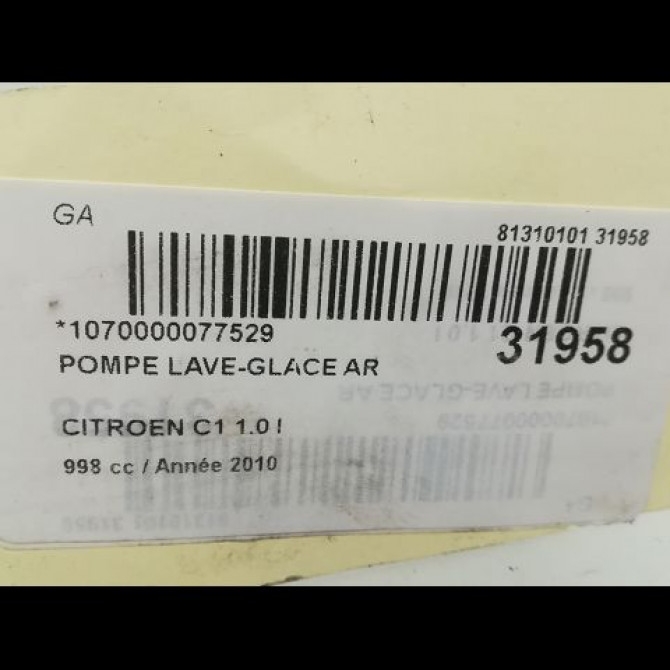 GA
81310101 31958
*1070000077529
31958
POMPE LAVE-GLACE AR
CITROEN C1 1.0 I
998 cc / Année 2010